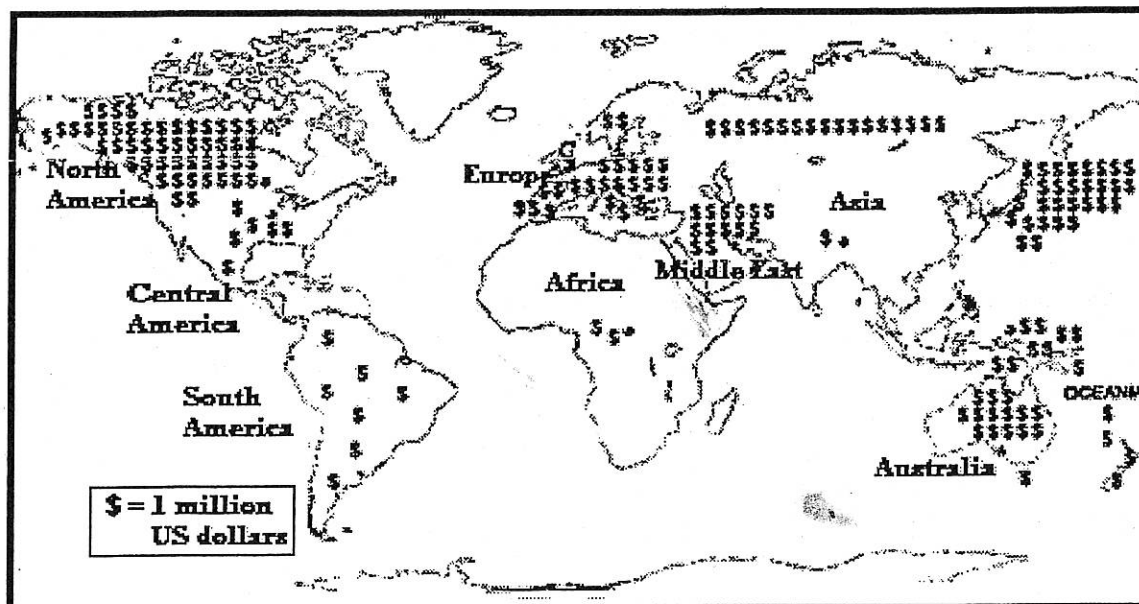 North
America
Europe
Asia
Middle East
Africa
Central
America
South
America
OCEANIA
Australia
$ = 1 million
US dollars